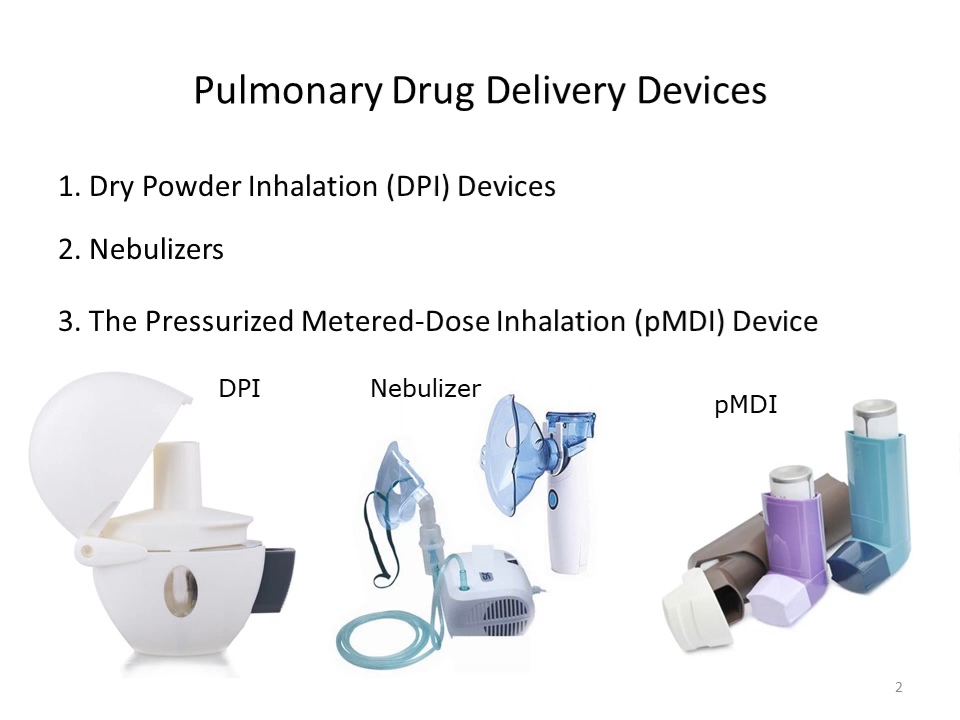 Pulmonary Drug Delivery Devices
1. Dry Powder Inhalation (DPI) Devices
2. Nebulizers
3. The Pressurized Metered-Dose Inhalation (pMDI) Device
DPI
Nebulizer
pMDI
2